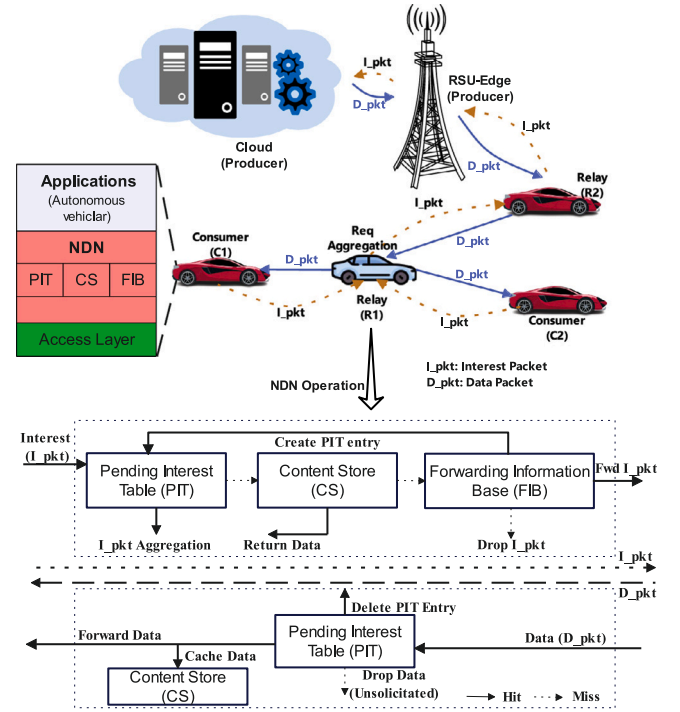 I_pkt
D_pkt
Cloud
(Producer)
RSU-Edge
(Producer)
I_pkt
D_pkt
Relay
(R2)
Applications
(Autonomous
vehiclar)
NDN
PIT
CS
FIB
Access Layer
Consumer
(C1)
D_pkt
I_pkt
Req
Aggregation
Relay
(R1)
I_pkt
D_pkt
D_pkt
I_pkt
Consumer
(C2)
I_pkt: Interest Packet
D_pkt: Data Packet
NDN Operation
Interest
(I_pkt)
Create PIT entry
Pending Interest
Table (PIT)
Content Store
(CS)
Forwarding Information
Base (FIB)
Fwd I_pkt
I_pkt Aggregation
Return Data
Drop I_pkt
I_pkt
D_pkt
Delete PIT Entry
Forward Data
Pending Interest
Table (PIT)
Data (D_pkt)
Cache Data
Content Store
(CS)
Drop Data
(Unsolicitated)
Hit
Miss